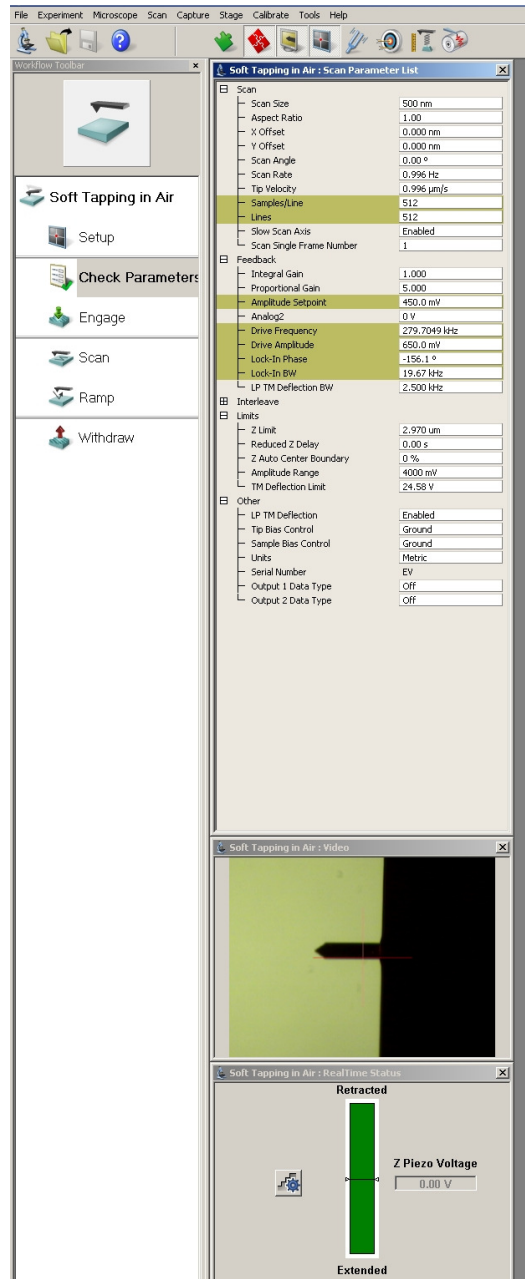 File Experiment Microscope Scan Capture Stage Calibrate Tools Help
Workflow Toolbar
Soft Tapping in Air
Setup
Check Parameters
Engage
Scan
Ramp
Withdraw
Soft Tapping in Air : Scan Parameter List
Scan
Scan Size 500 nm
Aspect Ratio 1.00
X Offset 0.000 nm
Y Offset 0.000 nm
Scan Angle 0.00 º
Scan Rate 0.996 Hz
Tip Velocity 0.996 µm/s
Samples/Line 512
Lines 512
Slow Scan Axis Enabled
Scan Single Frame Number 1
Feedback
Integral Gain 1.000
Proportional Gain 5.000
Amplitude Setpoint 450.0 mV
Analog2 0 V
Drive Frequency 279.7049 kHz
Drive Amplitude 650.0 mV
Lock-In Phase -156.1 º
Lock-In BW 19.67 kHz
LP TM Deflection BW 2.500 kHz
Interleave
Limits
Z Limit 2.970 um
Reduced Z Delay 0.00 s
Z Auto Center Boundary 0 %
Amplitude Range 4000 mV
TM Deflection Limit 24.58 V
Other
LP TM Deflection Enabled
Tip Bias Control Ground
Sample Bias Control Ground
Units Metric
Serial Number EV
Output 1 Data Type Off
Output 2 Data Type Off
Soft Tapping in Air : Video
Soft Tapping in Air : RealTime Status
Retracted
Z Piezo Voltage
0.00 V
Extended